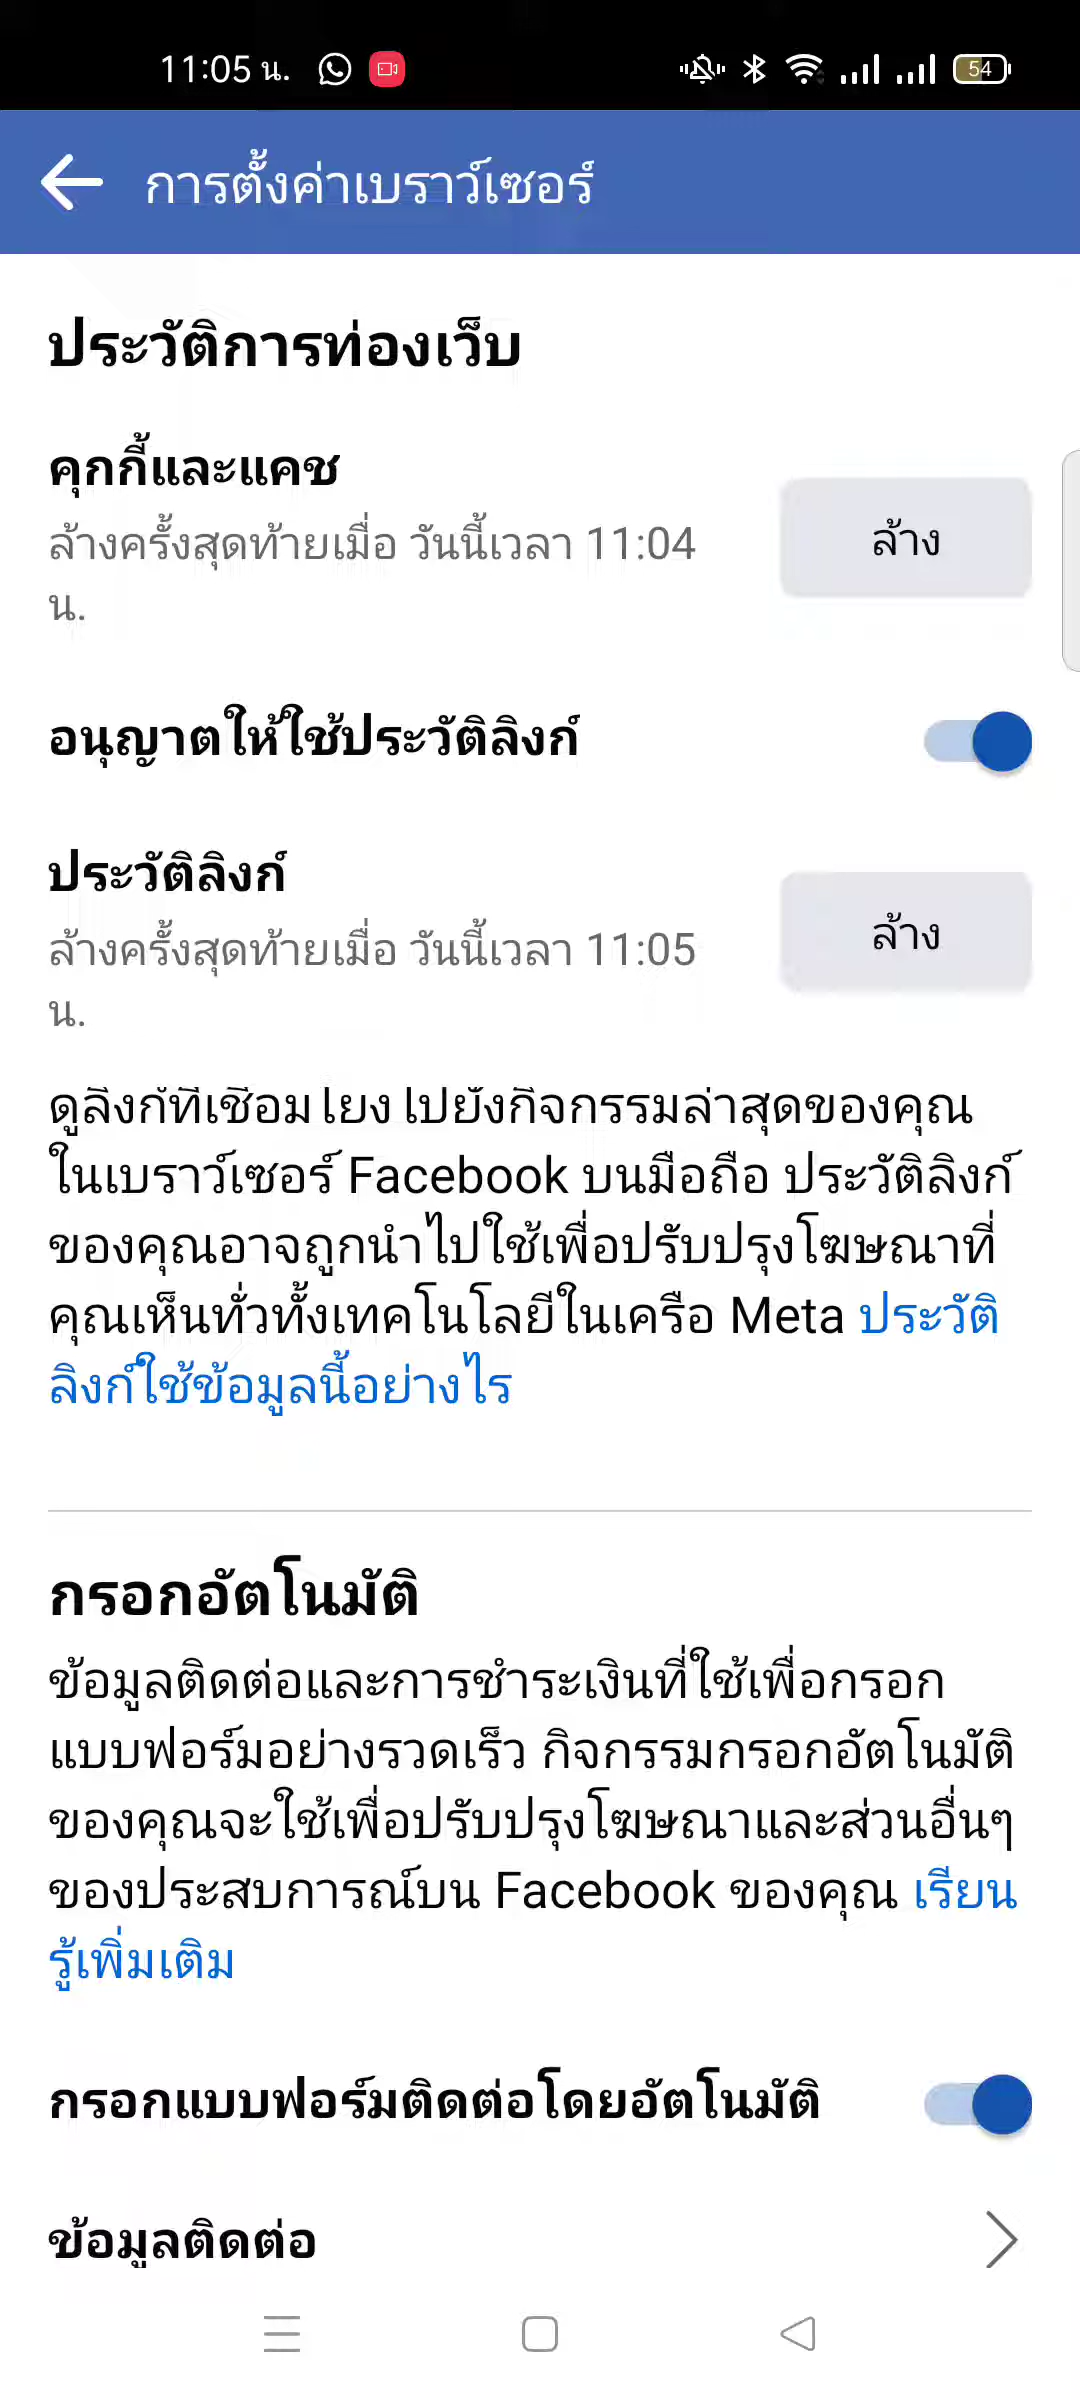 11:05 น.
54
การตั้งค่าเบราว์เซอร์
ประวัติการท่องเว็บ
คุกกี้และแคช
ล้างครั้งสุดท้ายเมื่อ วันนี้เวลา 11:04
น.
ล้าง
อนุญาตให้ใช้ประวัติลิงก์
ประวัติลิงก์
ล้างครั้งสุดท้ายเมื่อ วันนี้เวลา 11:05
น.
ล้าง
ดูลิงก์ที่เชื่อมโยงไปยังกิจกรรมล่าสุดของคุณ
ในเบราว์เซอร์ Facebook บนมือถือ ประวัติลิงก์
ของคุณอาจถูกนำไปใช้เพื่อปรับปรุงโฆษณาที่
คุณเห็นทั่วทั้งเทคโนโลยีในเครือ Meta ประวัติ
ลิงก์ใช้ข้อมูลนี้อย่างไร
กรอกอัตโนมัติ
ข้อมูลติดต่อและการชำระเงินที่ใช้เพื่อกรอก
แบบฟอร์มอย่างรวดเร็ว กิจกรรมกรอกอัตโนมัติ
ของคุณจะใช้เพื่อปรับปรุงโฆษณาและส่วนอื่นๆ
ของประสบการณ์บน Facebook ของคุณ เรียน
รู้เพิ่มเติม
กรอกแบบฟอร์มติดต่อโดยอัตโนมัติ
ข้อมูลติดต่อ